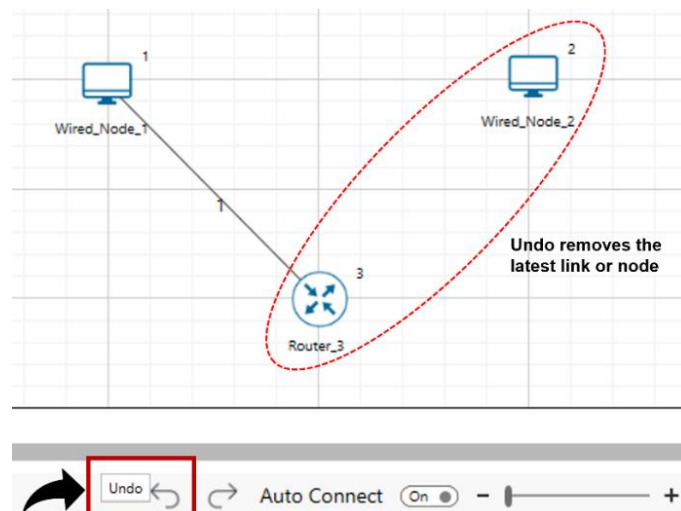 1
Wired_Node_1
2
Wired_Node_2
1
Undo removes the
latest link or node
3
Router_3
Undo
Auto Connect On - +